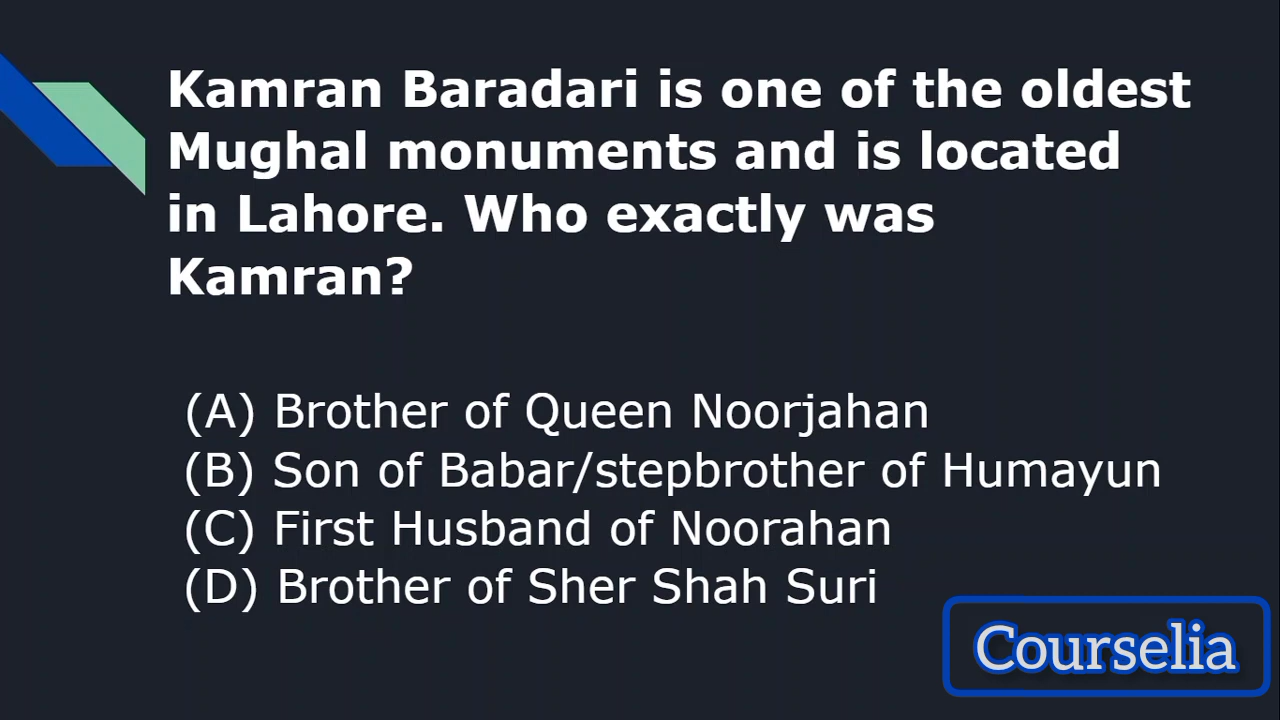 Kamran Baradari is one of the oldest
Mughal monuments and is located
in Lahore. Who exactly was
Kamran?
(A) Brother of Queen Noorjahan
(B) Son of Babar/stepbrother of Humayun
(C) First Husband of Noorahan
(D) Brother of Sher Shah Suri
Courselia